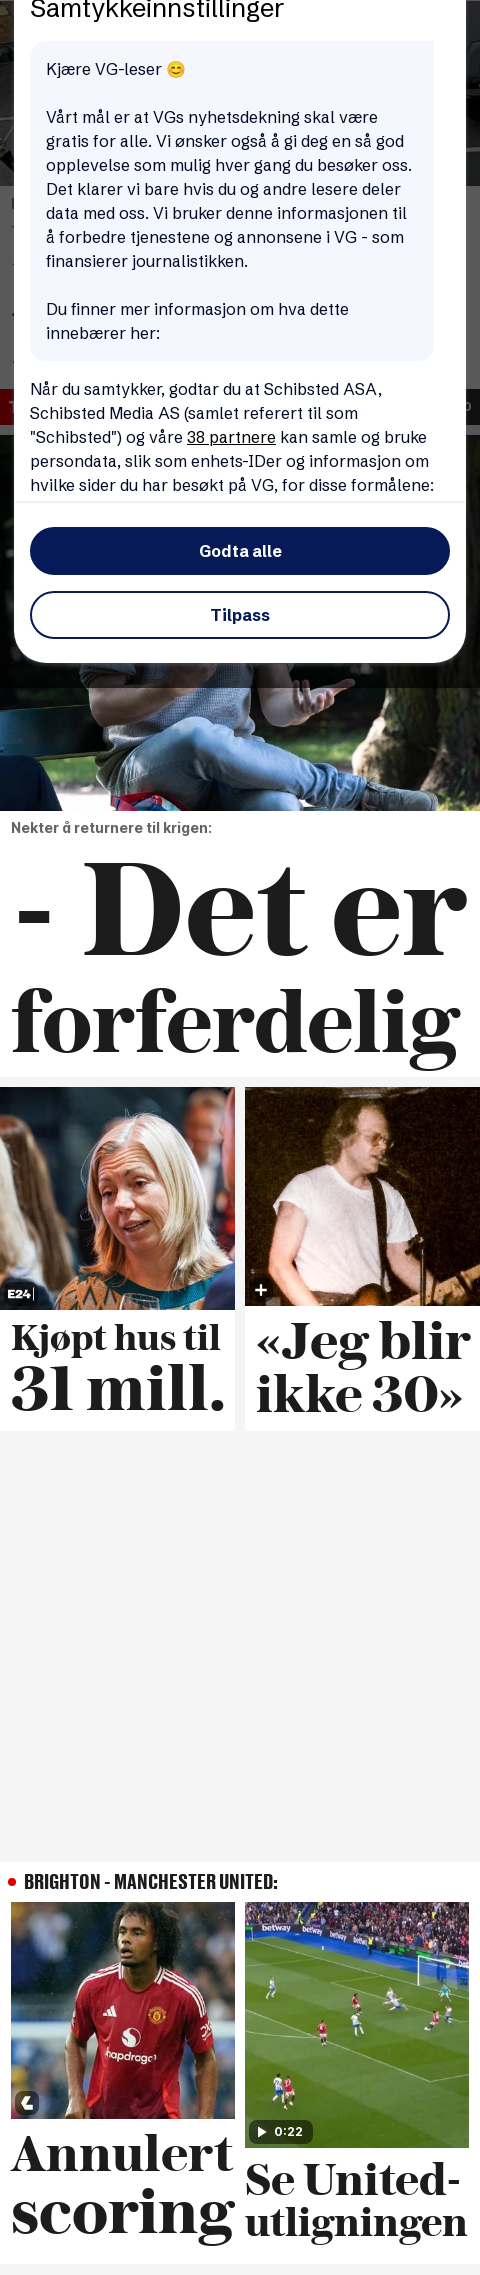 Samtykkeinnstillinger
Kjære VG-leser 😊
Vårt mål er at VGs nyhetsdekning skal være
gratis for alle. Vi ønsker også å gi deg en så god
opplevelse som mulig hver gang du besøker oss.
Det klarer vi bare hvis du og andre lesere deler
data med oss. Vi bruker denne informasjonen til
å forbedre tjenestene og annonsene i VG - som
finansierer journalistikken.
Du finner mer informasjon om hva dette
innebærer her:
Når du samtykker, godtar du at Schibsted ASA,
Schibsted Media AS (samlet referert til som
"Schibsted") og våre 38 partnere kan samle og bruke
persondata, slik som enhets-IDer og informasjon om
hvilke sider du har besøkt på VG, for disse formålene:
Godta alle
Tilpass
Nekter å returnere til krigen:
- Det er
forferdelig
E24
Kjøpt hus til
31 mill.
«Jeg blir
ikke 30»
BRIGHTON - MANCHESTER UNITED:
snapdragon
Annulert
scoring
betway
betway
betway
0:22
Se United-
utligningen